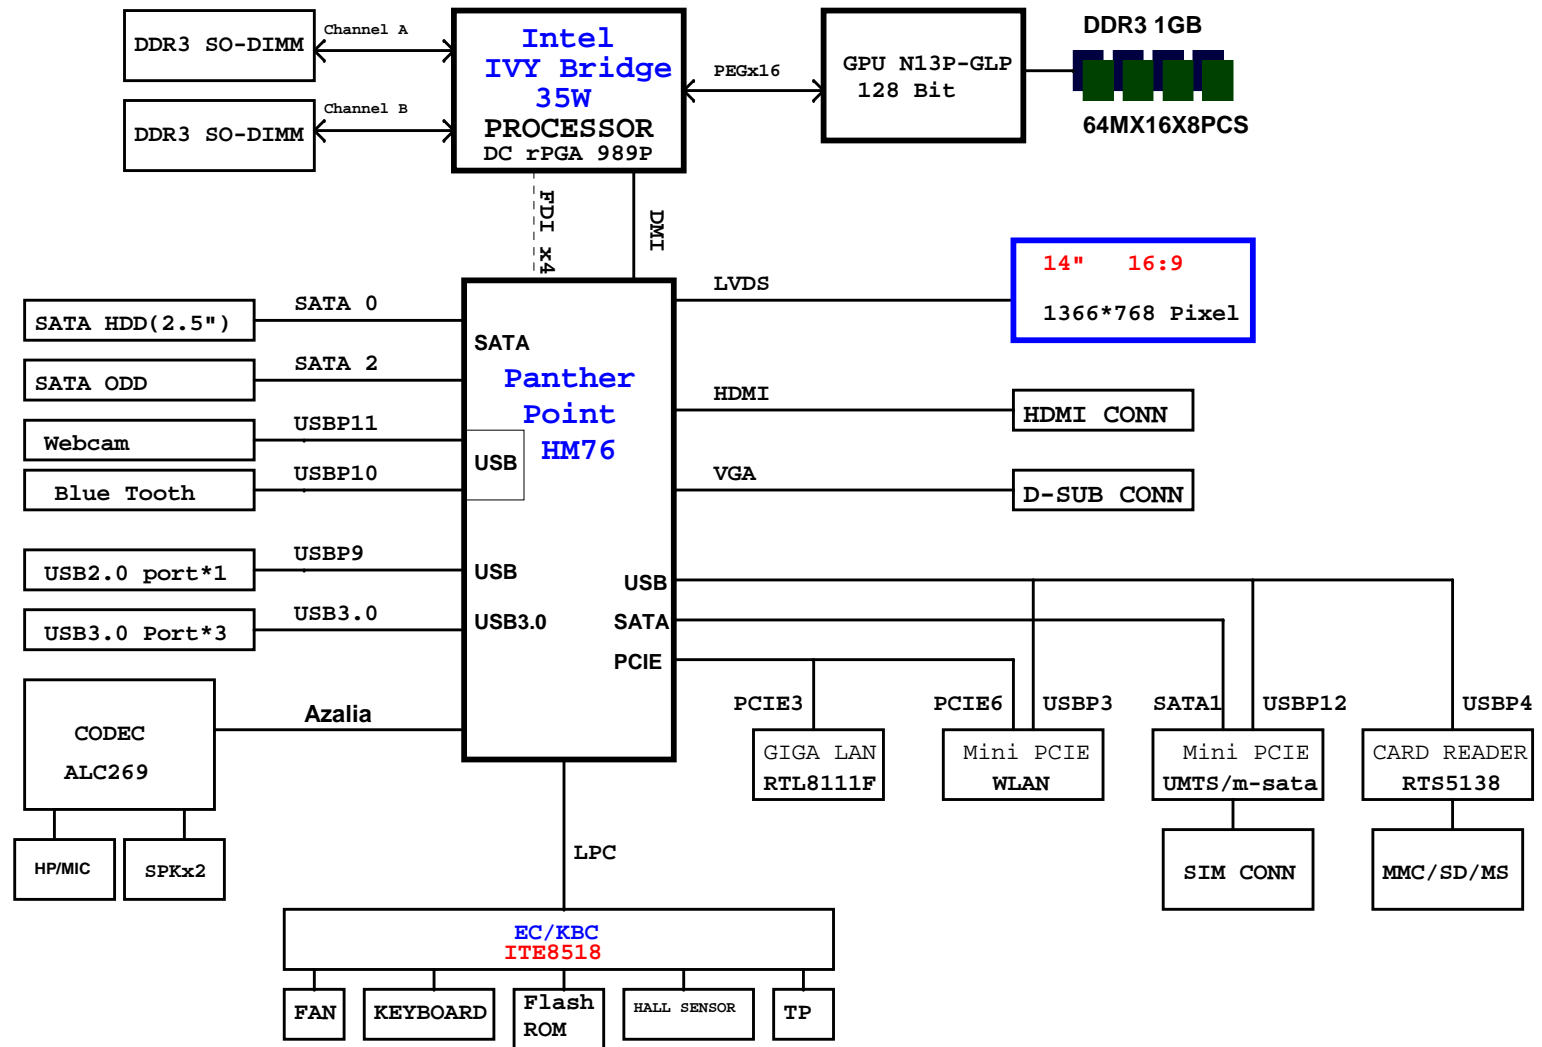 DDR3 SO-DIMM
Channel A
DDR3 SO-DIMM
Channel B
Intel
IVY Bridge
35W
PROCESSOR
DC rPGA 989P
PEGx16
GPU N13P-GLP
128 Bit
DDR3 1GB
64MX16X8PCS
FDI x4
DMI
SATA HDD(2.5")
SATA 0
SATA ODD
SATA 2
Webcam
USBP11
Blue Tooth
USBP10
USB2.0 port*1
USBP9
USB3.0 Port*3
USB3.0
SATA
Panther
Point
HM76
USB
USB
USB3.0
USB
SATA
PCIE
LVDS
14" 16:9
1366*768 Pixel
HDMI
HDMI CONN
VGA
D-SUB CONN
CODEC
ALC269
Azalia
HP/MIC
SPKx2
PCIE3
GIGA LAN
RTL8111F
PCIE6
USBP3
Mini PCIE
WLAN
SATA1
USBP12
Mini PCIE
UMTS/m-sata
SIM CONN
USBP4
CARD READER
RTS5138
MMC/SD/MS
LPC
EC/KBC
ITE8518
FAN
KEYBOARD
Flash
ROM
HALL SENSOR
TP